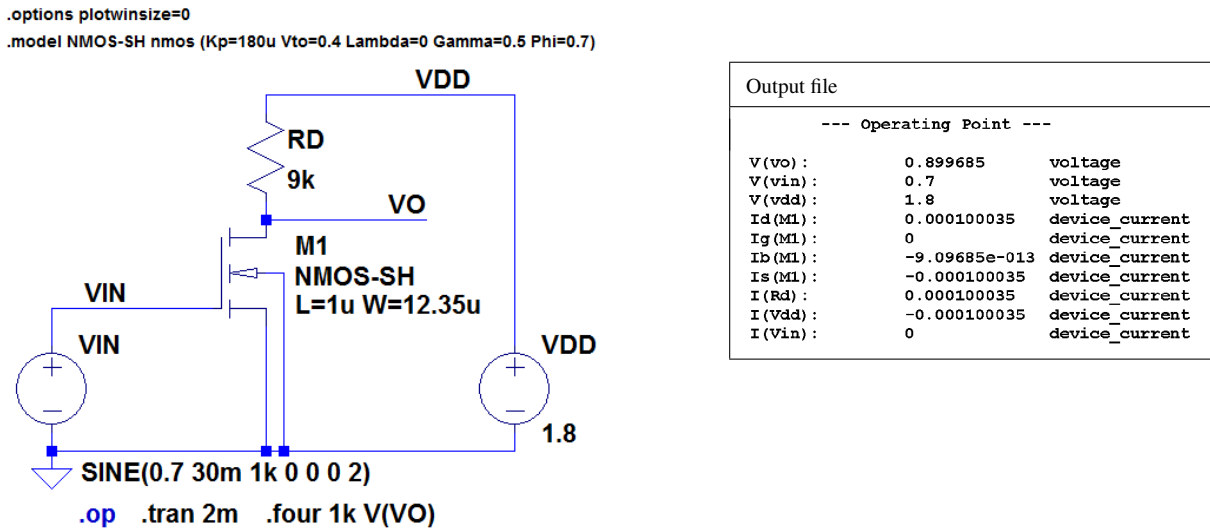 .options plotwinsize=0
.model NMOS-SH nmos (Kp=180u Vto=0.4 Lambda=0 Gamma=0.5 Phi=0.7)
VDD
RD
9k
VO
M1
NMOS-SH
L=1u W=12.35u
VIN
VIN
VDD
1.8
SINE(0.7 30m 1k 0 0 0 2)
.op .tran 2m .four 1k V(VO)
Output file
--- Operating Point ---
V(vo): 0.899685 voltage
V(vin): 0.7 voltage
V(vdd): 1.8 voltage
Id(M1): 0.000100035 device_current
Ig(M1): 0 device_current
Ib(M1): -9.09685e-013 device_current
Is(M1): -0.000100035 device_current
I(Rd): 0.000100035 device_current
I(Vdd): -0.000100035 device_current
I(Vin): 0 device_current